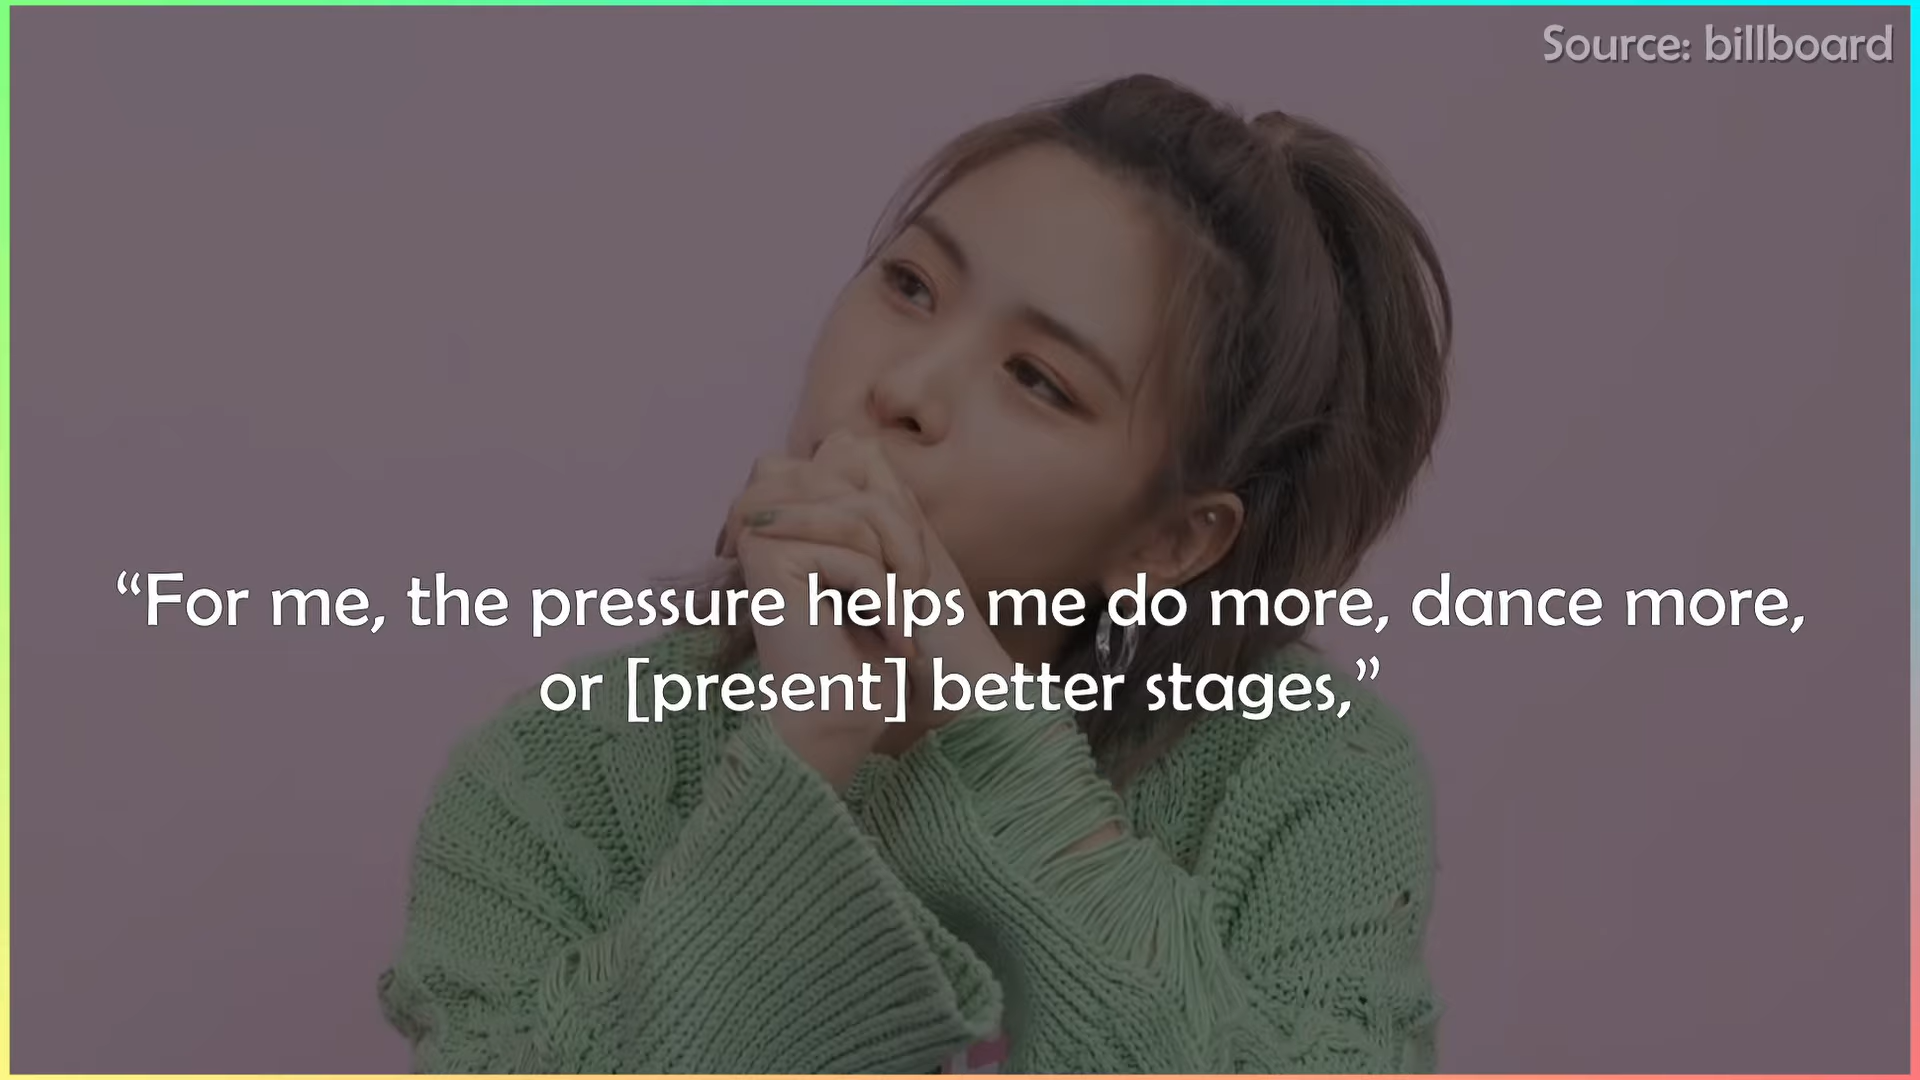 Source: billboard
“For me, the pressure helps me do more, dance more,
or [present] better stages,”